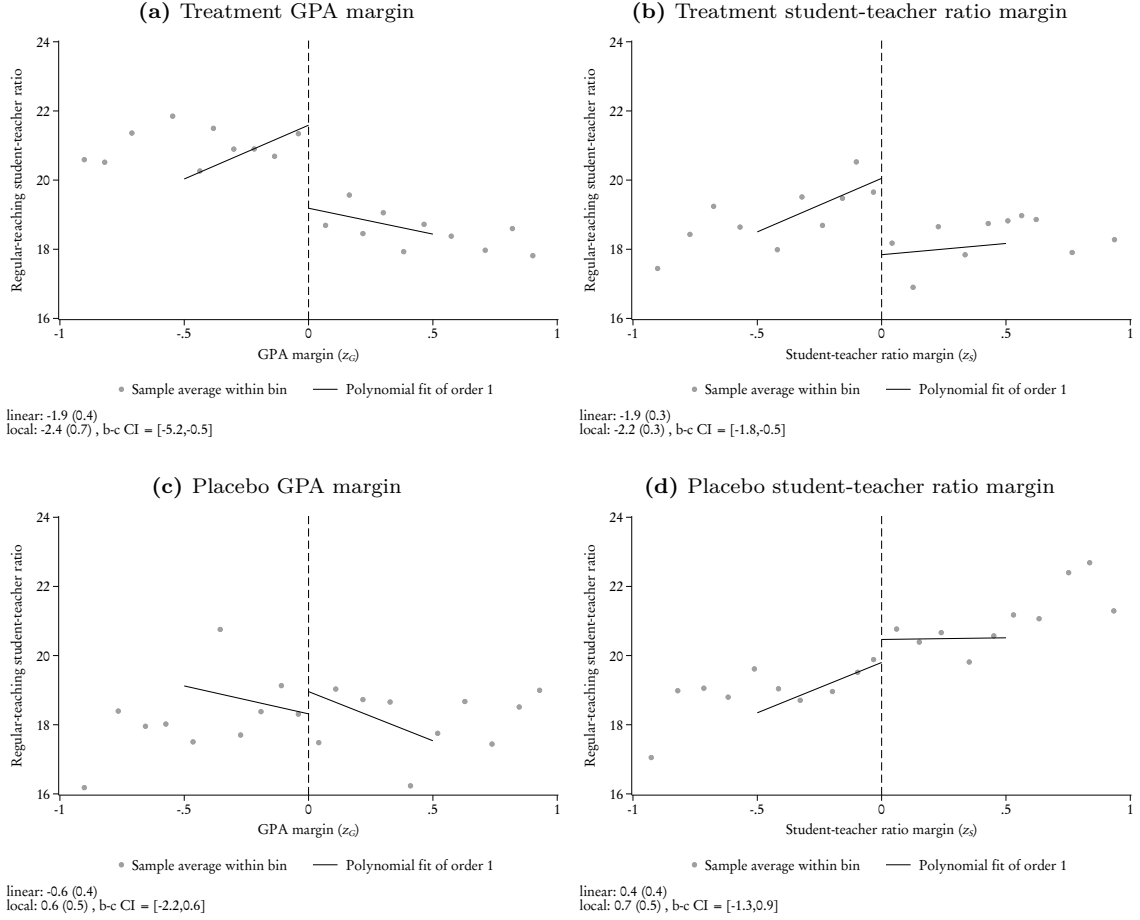 (a) Treatment GPA margin
Regular-teaching student-teacher ratio
24
22
20
18
16
-1
-.5
0
.5
1
GPA margin (zG)
Sample average within bin
Polynomial fit of order 1
linear: -1.9 (0.4)
local: -2.4 (0.7) , b-c CI = [-5.2,-0.5]
(b) Treatment student-teacher ratio margin
Regular-teaching student-teacher ratio
24
22
20
18
16
-1
-.5
0
.5
1
Student-teacher ratio margin (zS)
Sample average within bin
Polynomial fit of order 1
linear: -1.9 (0.3)
local: -2.2 (0.3) , b-c CI = [-1.8,-0.5]
(c) Placebo GPA margin
Regular-teaching student-teacher ratio
24
22
20
18
16
-1
-.5
0
.5
1
GPA margin (zG)
Sample average within bin
Polynomial fit of order 1
linear: -0.6 (0.4)
local: 0.6 (0.5) , b-c CI = [-2.2,0.6]
(d) Placebo student-teacher ratio margin
Regular-teaching student-teacher ratio
24
22
20
18
16
-1
-.5
0
.5
1
Student-teacher ratio margin (zS)
Sample average within bin
Polynomial fit of order 1
linear: 0.4 (0.4)
local: 0.7 (0.5) , b-c CI = [-1.3,0.9]